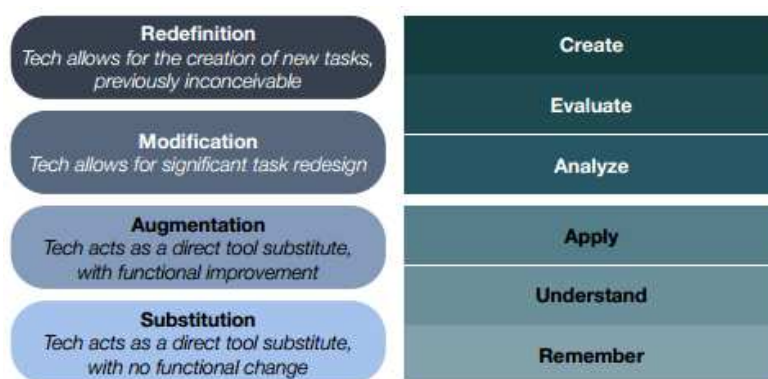 Redefinition
Tech allows for the creation of new tasks,
previously inconceivable
Modification
Tech allows for significant task redesign
Augmentation
Tech acts as a direct tool substitute,
with functional improvement
Substitution
Tech acts as a direct tool substitute,
with no functional change
Create
Evaluate
Analyze
Apply
Understand
Remember